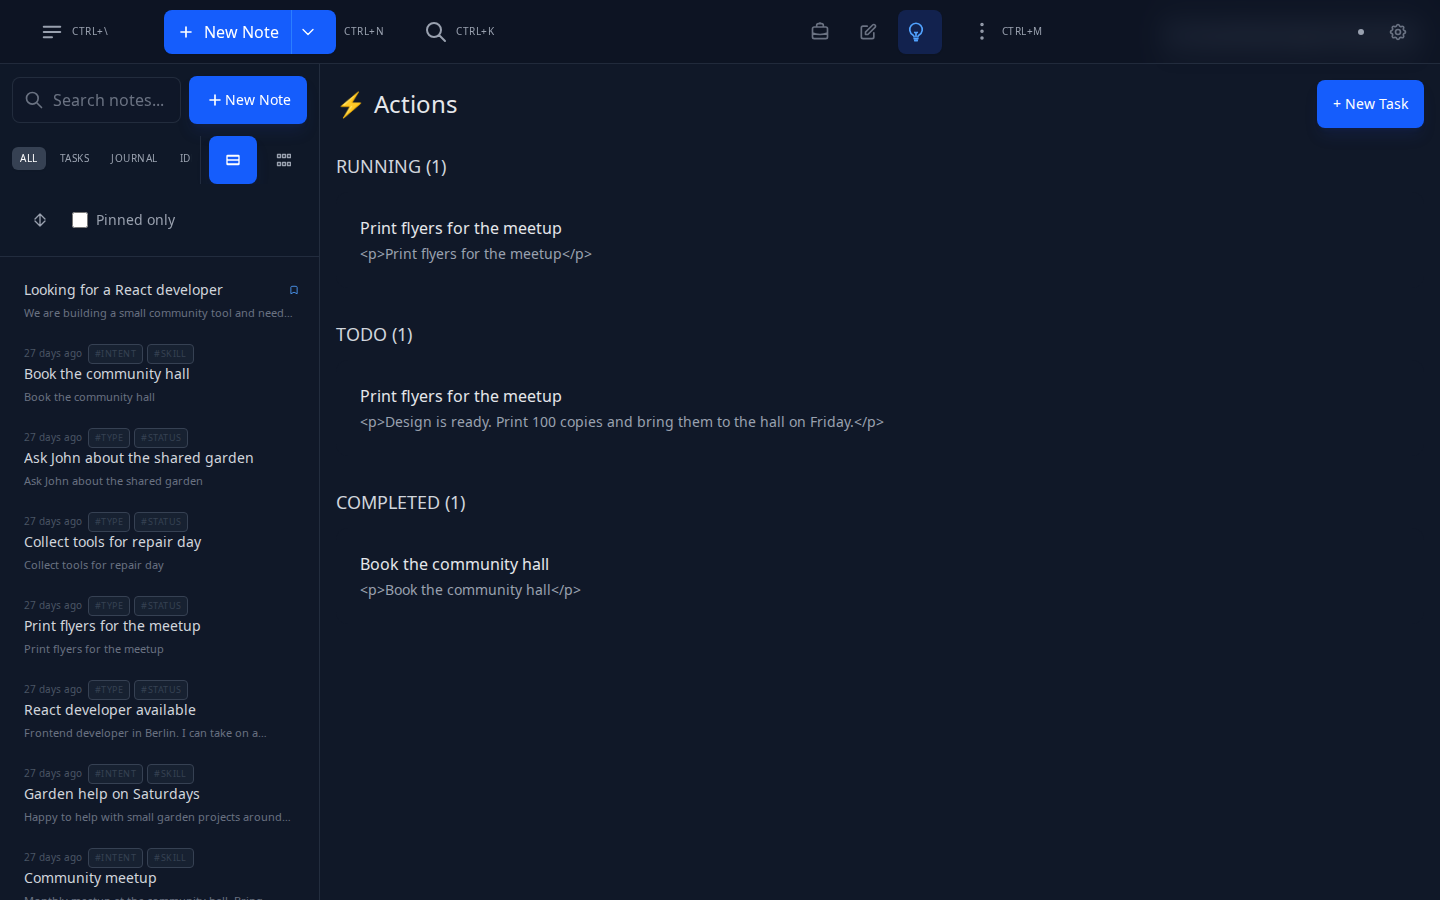 CTRL+\
New Note
CTRL+N
CTRL+K
CTRL+M
Search notes...
New Note
ALL
TASKS
JOURNAL
ID
Pinned only
Looking for a React developer
We are building a small community tool and need...
27 days ago #INTENT #SKILL
Book the community hall
Book the community hall
27 days ago #TYPE #STATUS
Ask John about the shared garden
Ask John about the shared garden
27 days ago #TYPE #STATUS
Collect tools for repair day
Collect tools for repair day
27 days ago #TYPE #STATUS
Print flyers for the meetup
Print flyers for the meetup
27 days ago #TYPE #STATUS
React developer available
Frontend developer in Berlin. I can take on a...
27 days ago #INTENT #SKILL
Garden help on Saturdays
Happy to help with small garden projects around...
27 days ago #INTENT #SKILL
Community meetup
Monthly meetup at the community hall. Bring
⚡ Actions
+ New Task
RUNNING (1)
Print flyers for the meetup
<p>Print flyers for the meetup</p>
TODO (1)
Print flyers for the meetup
<p>Design is ready. Print 100 copies and bring them to the hall on Friday.</p>
COMPLETED (1)
Book the community hall
<p>Book the community hall</p>